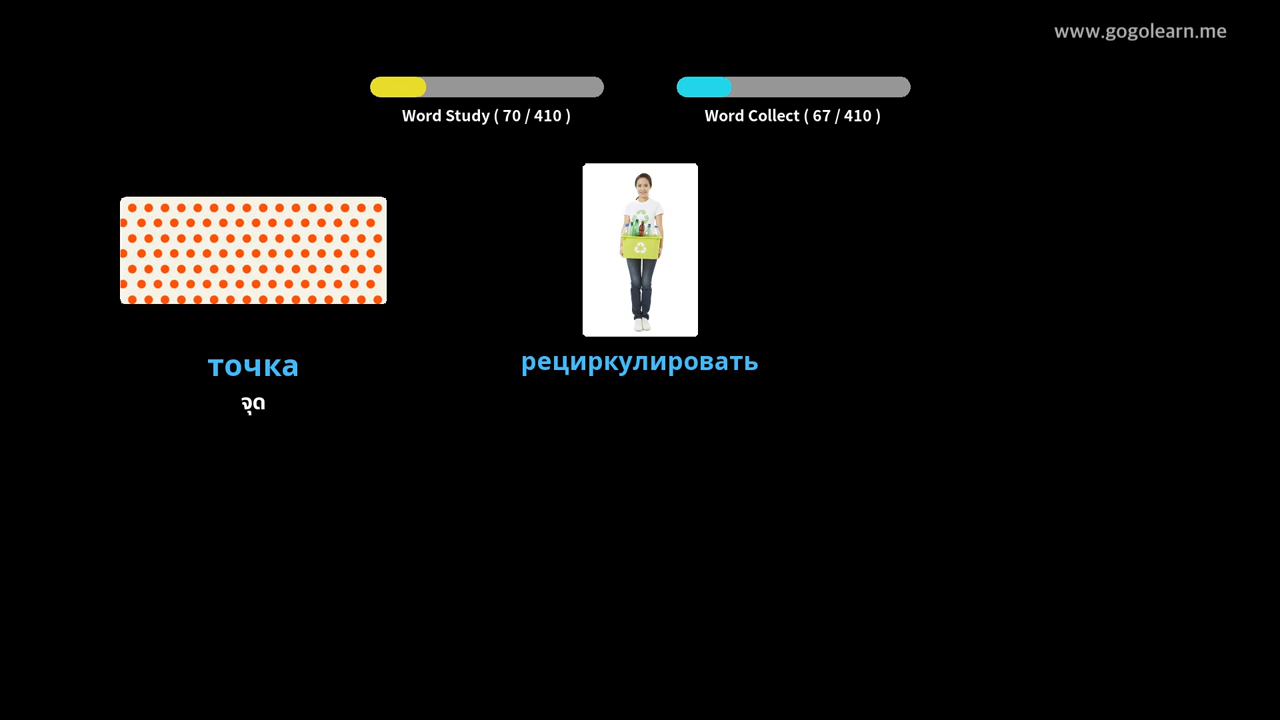 www.gogolearn.me
Word Study ( 70 / 410 )
Word Collect ( 67 / 410 )
точка
จุด
рециркулировать